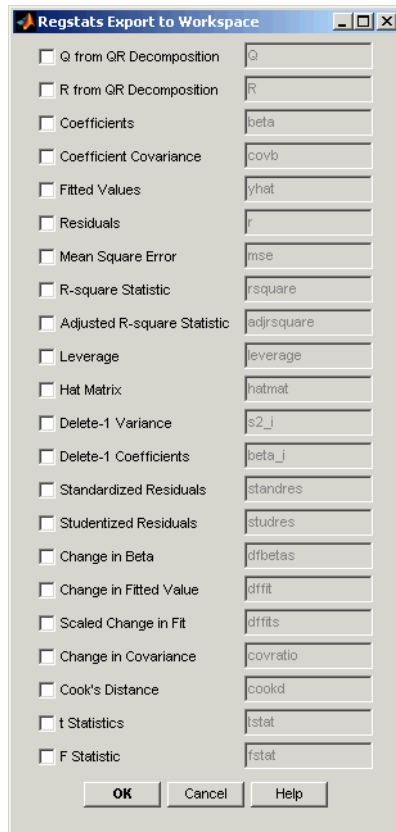 Regstats Export to Workspace
Q from QR Decomposition Q
R from QR Decomposition R
Coefficients beta
Coefficient Covariance covb
Fitted Values yhat
Residuals r
Mean Square Error mse
R-square Statistic rsquare
Adjusted R-square Statistic adjrsquare
Leverage leverage
Hat Matrix hatmat
Delete-1 Variance s2_i
Delete-1 Coefficients beta_i
Standardized Residuals standres
Studentized Residuals studres
Change in Beta dfbetas
Change in Fitted Value dffit
Scaled Change in Fit dffits
Change in Covariance covratio
Cook's Distance cookd
t Statistics tstat
F Statistic fstat
OK Cancel Help